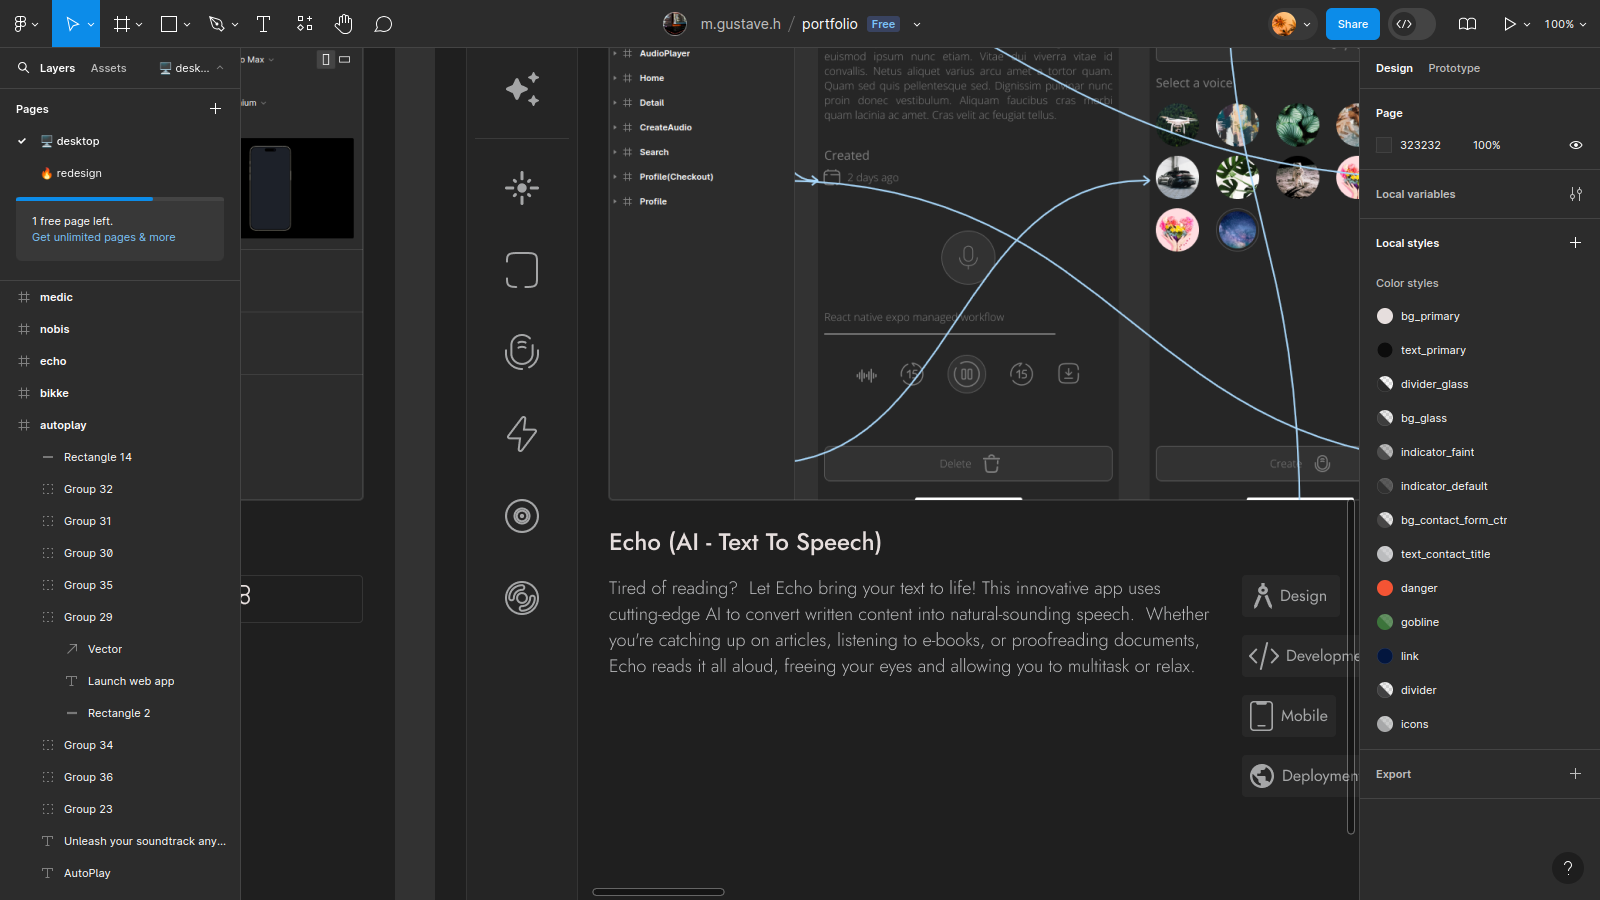 m.gustave.h / portfolio Free
Share
100%
Layers
Assets
🖥️ desk...
Pages
✓ 🖥️ desktop
🔥 redesign
1 free page left.
Get unlimited pages & more
medic
nobis
echo
bikke
autoplay
Rectangle 14
Group 32
Group 31
Group 30
Group 35
Group 29
Vector
Launch web app
Rectangle 2
Group 34
Group 36
Group 23
Unleash your soundtrack any...
AutoPlay
o Max
ium
8
AudioPlayer
Home
Detail
CreateAudio
Search
Profile(Checkout)
Profile
euismod ipsum nunc etiam. Vitae dui viverra vitae id
convallis. Netus aliquet varius arcu amet a tortor quam.
Quam sed quis pellentesque sed. Dignissim pulvinar nunc
proin donec vestibulum. Aliquam faucibus cras morbi
quam lacinia ac amet. Cras velit ac feugiat tellus.
Created
2 days ago
React native expo managed workflow
15
15
Delete
Select a voice
Create
Echo (AI - Text To Speech)
Tired of reading?  Let Echo bring your text to life! This innovative app uses
cutting-edge AI to convert written content into natural-sounding speech.  Whether
you're catching up on articles, listening to e-books, or proofreading documents,
Echo reads it all aloud, freeing your eyes and allowing you to multitask or relax.
Design
Developme
Mobile
Deploymen
Design
Prototype
Page
323232
100%
Local variables
Local styles
Color styles
bg_primary
text_primary
divider_glass
bg_glass
indicator_faint
indicator_default
bg_contact_form_ctr
text_contact_title
danger
gobline
link
divider
icons
Export
?